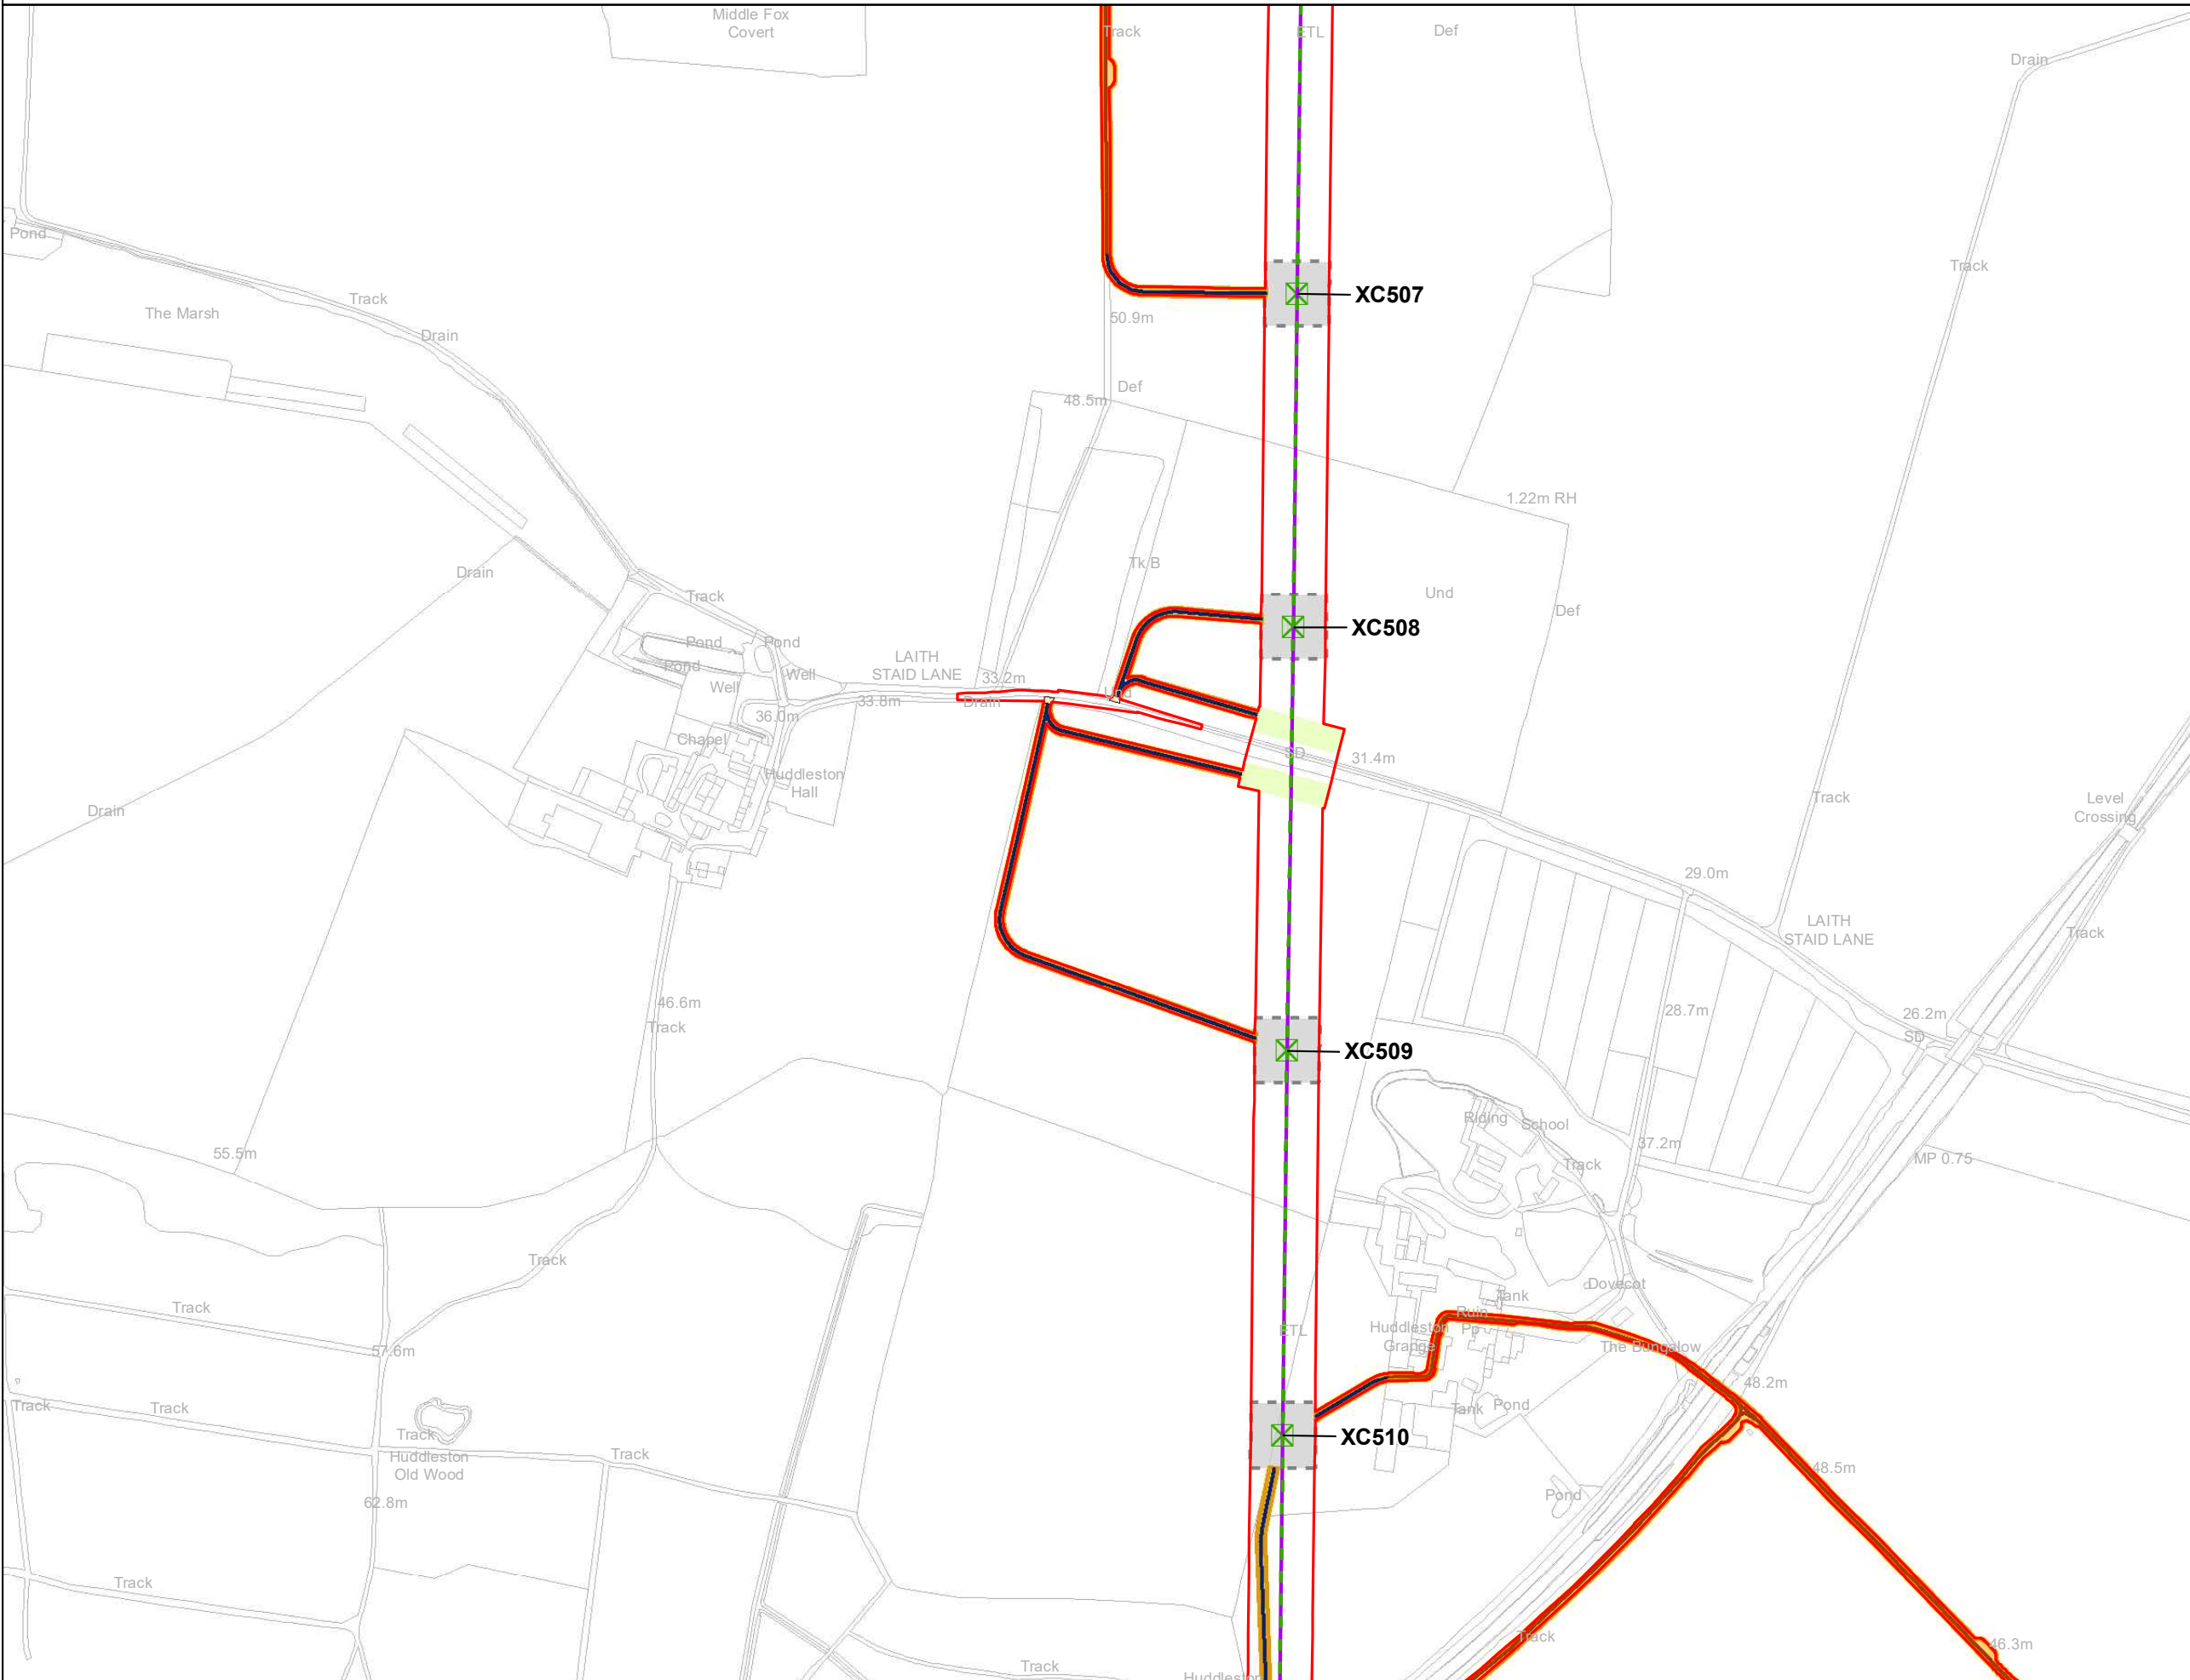 Middle Fox
Covert
Track
ETL
Def
Drain
Pond
Track
The Marsh
Drain
Track
XC507
50.9m
Def
48.5m
1.22m RH
Drain
Tk B
Track
Und
Def
XC508
Pond
Pond
Pond
Well
Well
LAITH
STAID LANE
33.2m
33.8m
Drain
Und
36.0m
Chapel
SD
31.4m
Huddleston
Hall
Drain
Track
Level
Crossing
29.0m
LAITH
STAID LANE
Track
46.6m
Track
28.7m
26.2m
SD
XC509
Riding
School
37.2m
Track
MP 0.75
55.5m
Track
Track
Dovecot
Tank
Ruin
Pp
ETL
Huddleston
Grange
The Bungalow
57.6m
48.2m
Track
Track
Track
Tank
Pond
XC510
Track
Huddleston
Old Wood
62.8m
48.5m
Pond
Track
Track
46.3m
Track
Huddleston